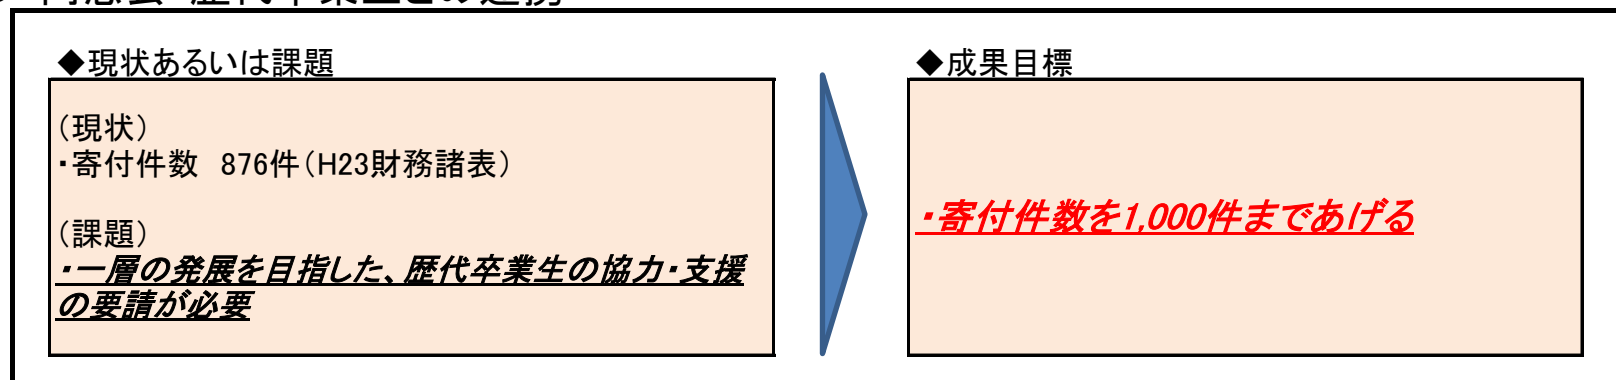 ◆現状あるいは課題
(現状)
・寄付件数 876件(H23財務諸表)
(課題)
・一層の発展を目指した、歴代卒業生の協力・支援
の要請が必要
◆成果目標
・寄付件数を1,000件まであげる